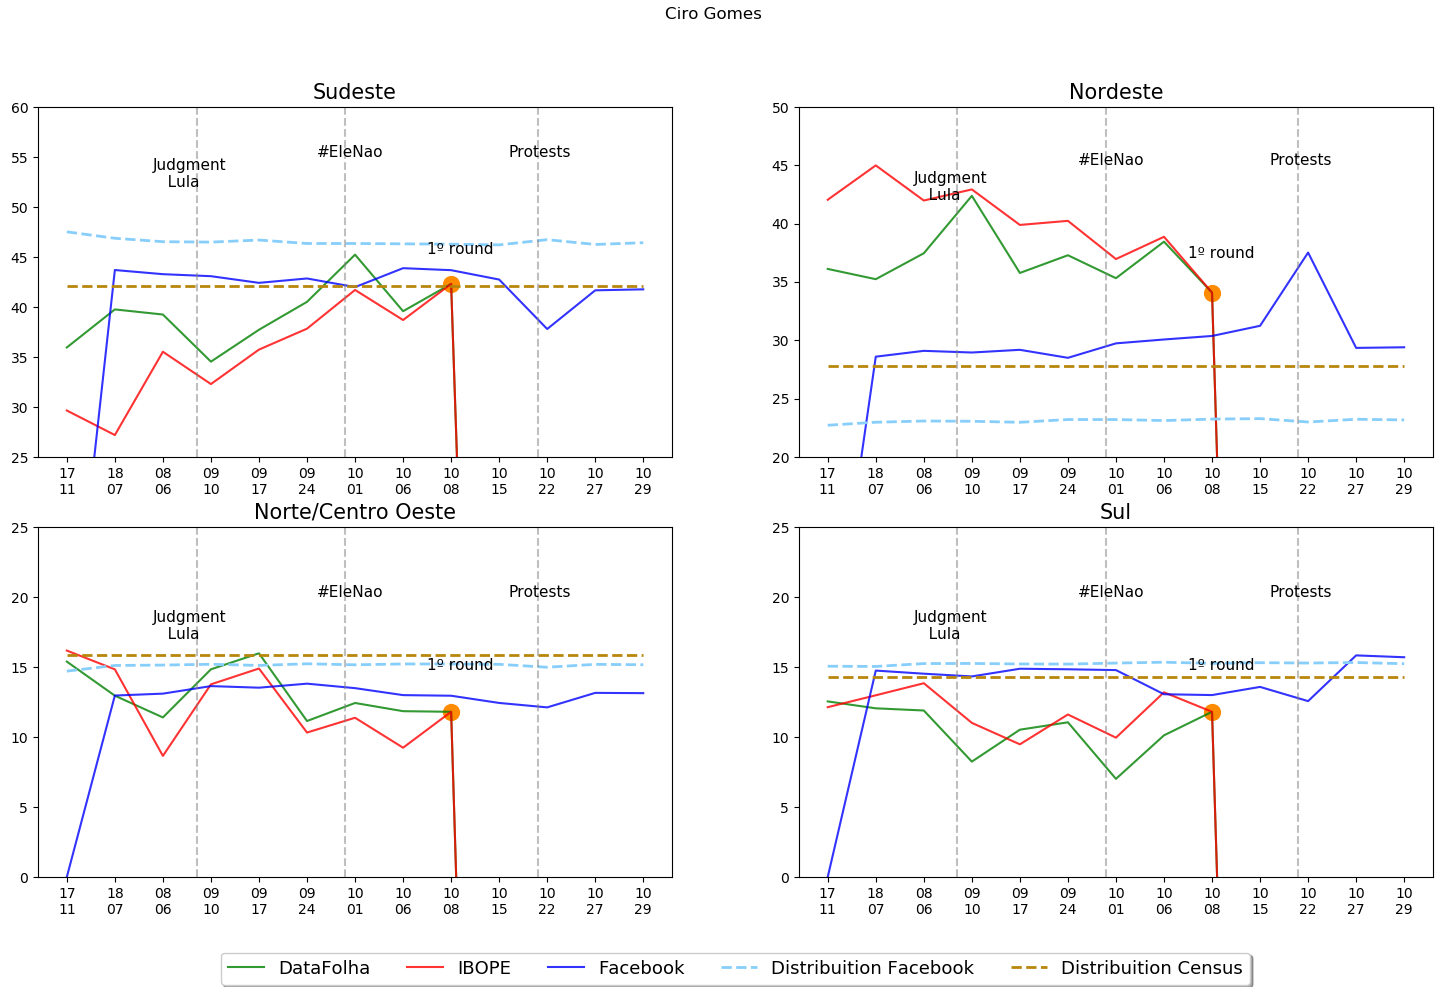 Ciro Gomes
Sudeste
60
55
50
45
40
35
30
25
Judgment
Lula
#EleNao
Protests
1º round
17 18 08 09 09 09 10 10 10 10 10 10 10
11 07 06 10 17 24 01 06 08 15 22 27 29
Nordeste
50
45
40
35
30
25
20
Judgment
Lula
#EleNao
Protests
1º round
17 18 08 09 09 09 10 10 10 10 10 10 10
11 07 06 10 17 24 01 06 08 15 22 27 29
Norte/Centro Oeste
25
20
15
10
5
0
Judgment
Lula
#EleNao
Protests
1º round
17 18 08 09 09 09 10 10 10 10 10 10 10
11 07 06 10 17 24 01 06 08 15 22 27 29
Sul
25
20
15
10
5
0
Judgment
Lula
#EleNao
Protests
1º round
17 18 08 09 09 09 10 10 10 10 10 10 10
11 07 06 10 17 24 01 06 08 15 22 27 29
DataFolha IBOPE Facebook Distribuition Facebook Distribuition Census